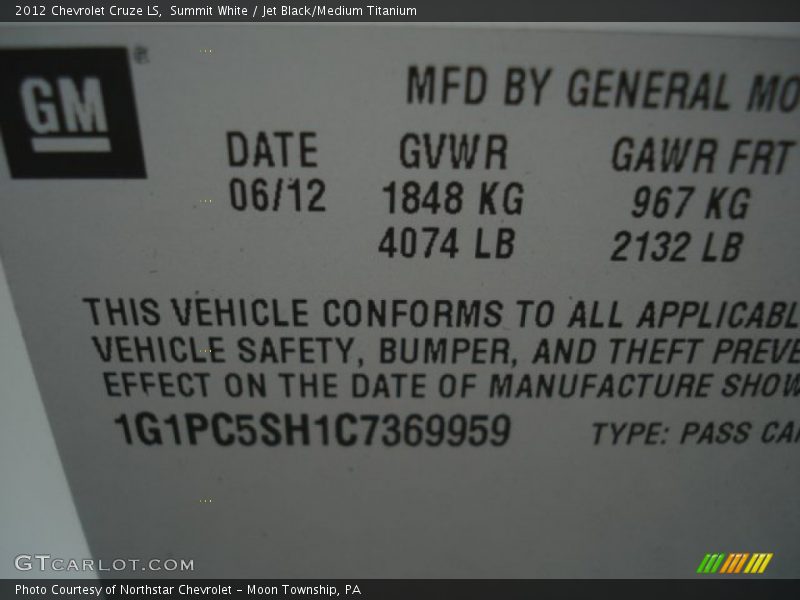 2012 Chevrolet Cruze LS,  Summit White / Jet Black/Medium Titanium
GM ®
MFD BY GENERAL MO
DATE GVWR GAWR FRT
06/12 1848 KG 967 KG
4074 LB 2132 LB
THIS VEHICLE CONFORMS TO ALL APPLICABL
VEHICLE SAFETY, BUMPER, AND THEFT PREVE
EFFECT ON THE DATE OF MANUFACTURE SHOW
1G1PC5SH1C7369959 TYPE: PASS CAR
GTCARLOT.COM
Photo Courtesy of Northstar Chevrolet - Moon Township, PA